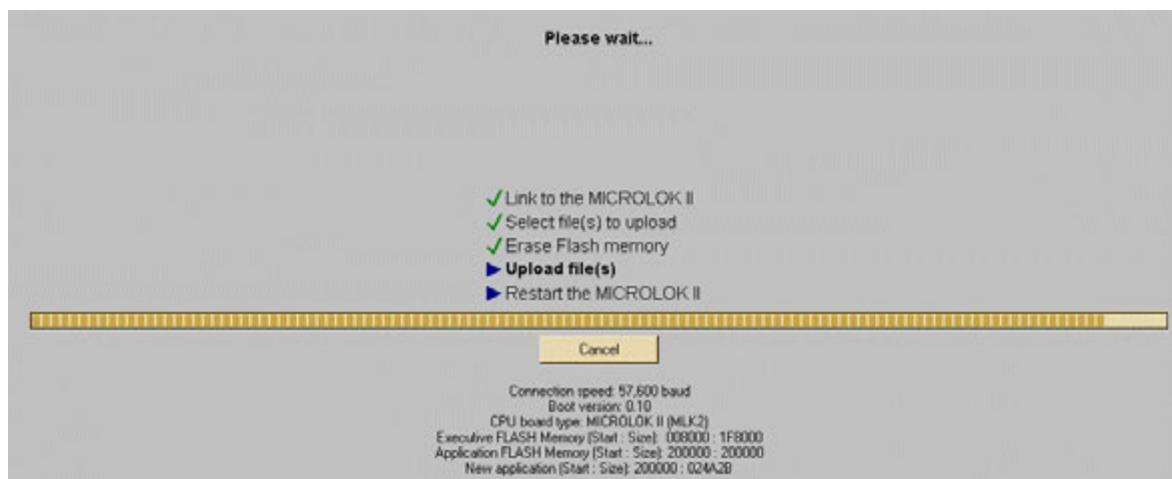 Please wait...
Link to the MICROLOK II
Select file(s) to upload
Erase Flash memory
Upload file(s)
Restart the MICROLOK II
Cancel
Connection speed: 57,600 baud
Boot version: 0.10
CPU board type: MICROLOK II (MLK2)
Executive FLASH Memory (Start : Size): 008000 : 1F8000
Application FLASH Memory (Start : Size): 200000 : 200000
New application (Start : Size): 200000 : 024A2B